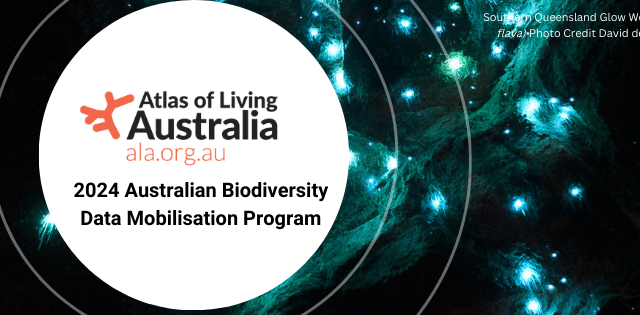 Southern Queensland Glow
flava) Photo Credit David
Atlas of Living
Australia
ala.org.au
2024 Australian Biodiversity
Data Mobilisation Program